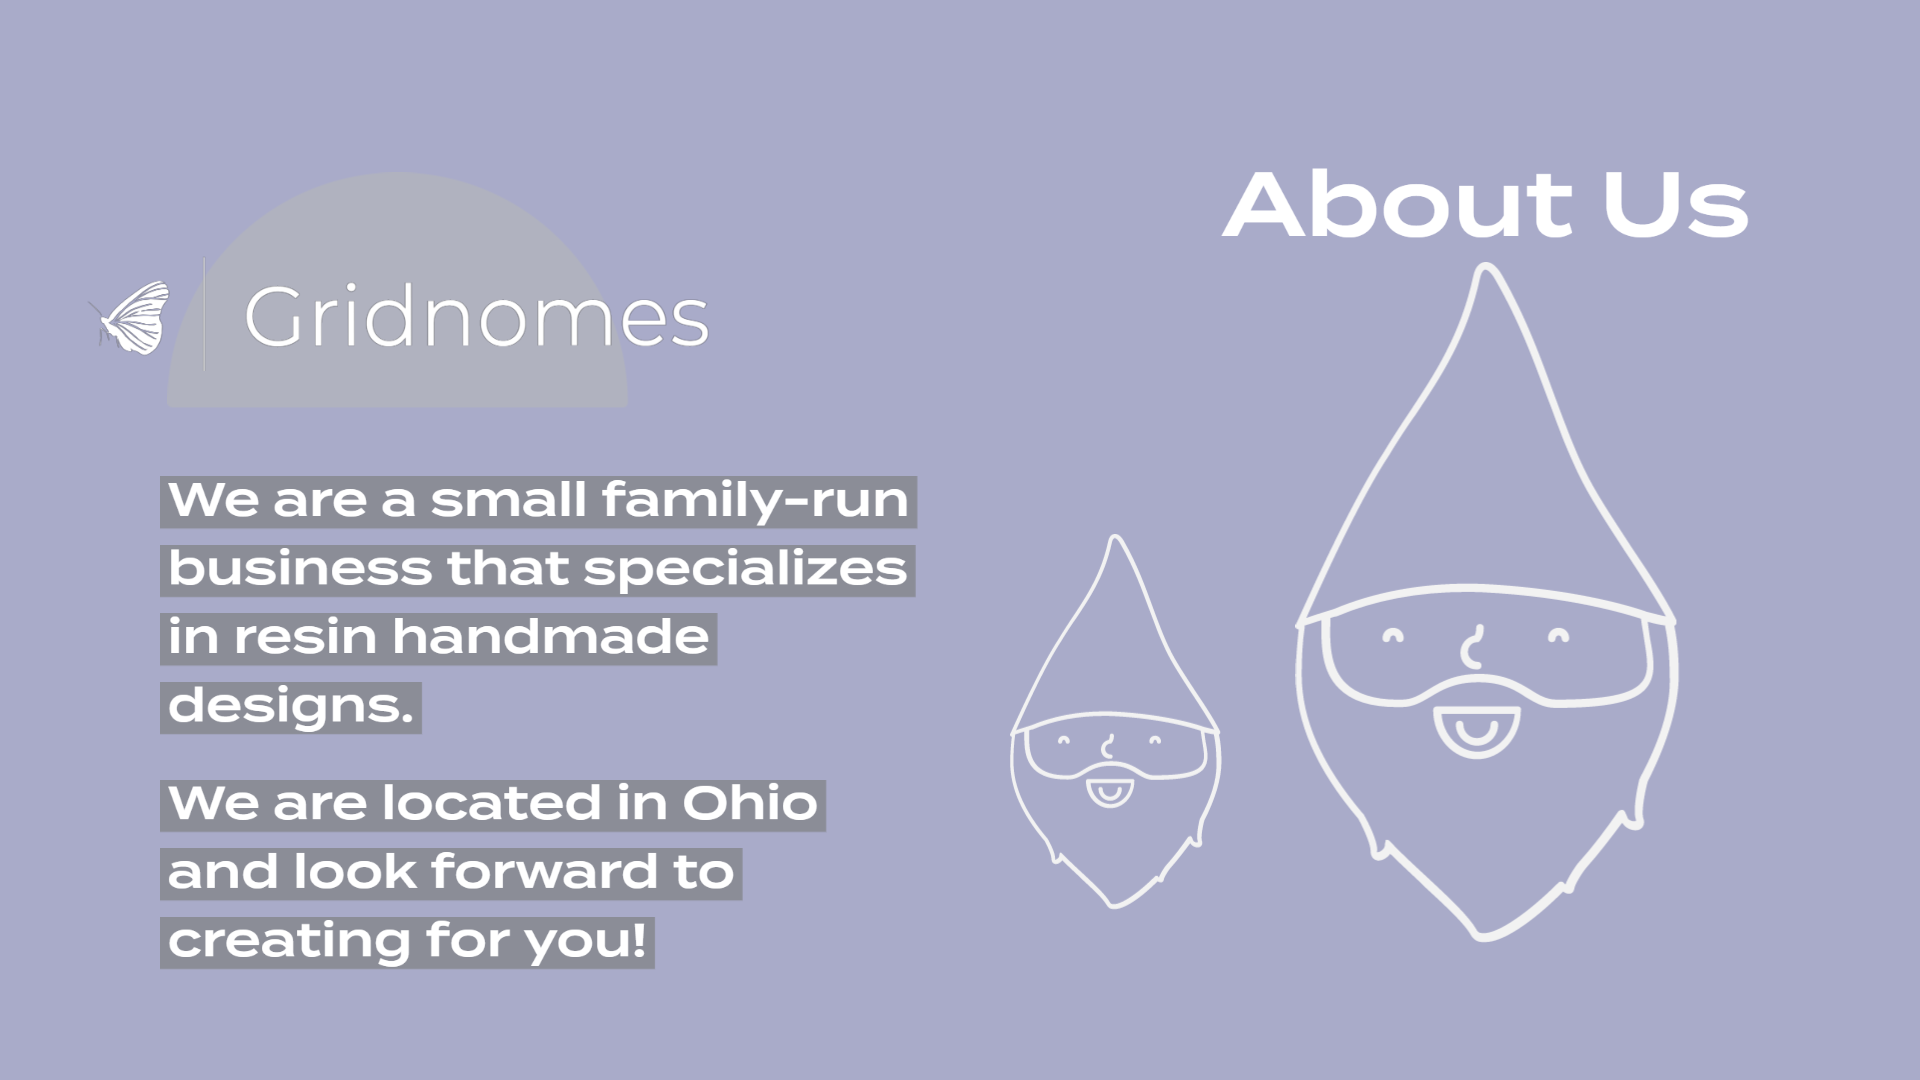 About Us
Gridnomes
We are a small family-run
business that specializes
in resin handmade
designs.
We are located in Ohio
and look forward to
creating for you!